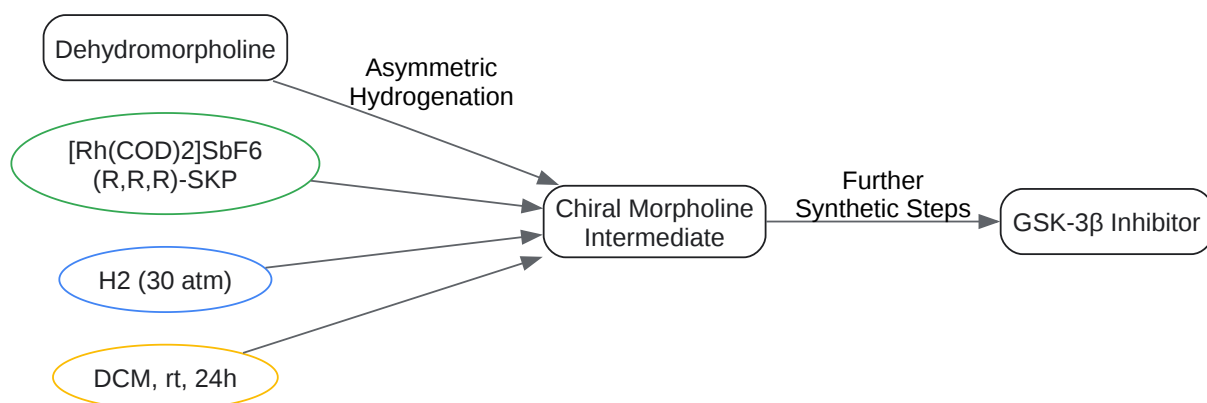 Dehydromorpholine
Asymmetric
Hydrogenation
[Rh(COD)2]SbF6
(R,R,R)-SKP
Chiral Morpholine
Intermediate
Further
Synthetic Steps
GSK-3β Inhibitor
H2 (30 atm)
DCM, rt, 24h